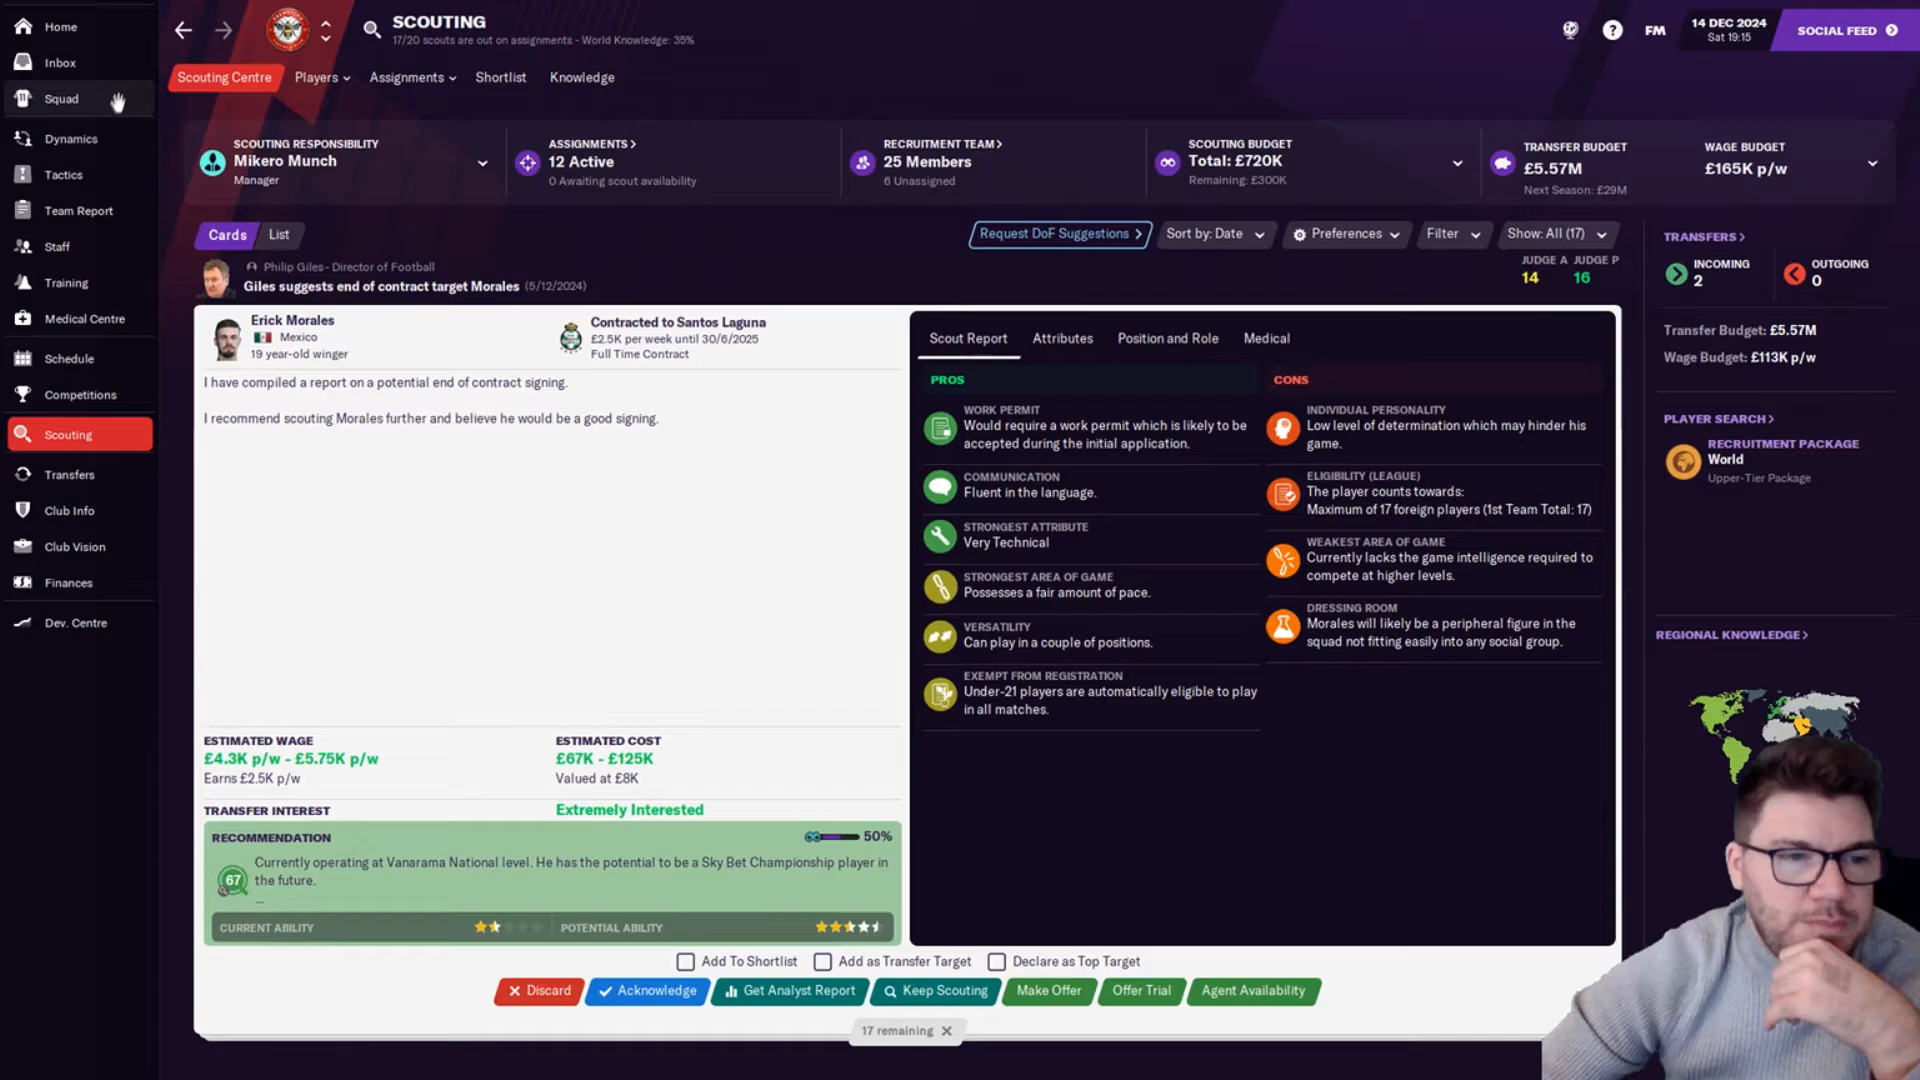 Home
Inbox
Squad
Dynamics
Tactics
Team Report
Staff
Training
Medical Centre
Schedule
Competitions
Scouting
Transfers
Club Info
Club Vision
Finances
Dev. Centre
SCOUTING
17/20 scouts are out on assignments - World Knowledge: 35%
FM
14 DEC 2024
Sat 19:15
SOCIAL FEED
Scouting Centre
Players
Assignments
Shortlist
Knowledge
SCOUTING RESPONSIBILITY
Mikero Munch
Manager
ASSIGNMENTS >
12 Active
0 Awaiting scout availability
RECRUITMENT TEAM >
25 Members
6 Unassigned
SCOUTING BUDGET
Total: £720K
Remaining: £300K
TRANSFER BUDGET
£5.57M
Next Season: £29M
WAGE BUDGET
£165K p/w
Cards
List
Request DoF Suggestions >
Sort by: Date
Preferences
Filter
Show: All (17)
Philip Giles - Director of Football
Giles suggests end of contract target Morales (5/12/2024)
JUDGE A JUDGE P
14 16
Erick Morales
Mexico
19 year-old winger
Contracted to Santos Laguna
£2.5K per week until 30/6/2025
Full Time Contract
I have compiled a report on a potential end of contract signing.
I recommend scouting Morales further and believe he would be a good signing.
ESTIMATED WAGE
£4.3K p/w - £5.75K p/w
Earns £2.5K p/w
ESTIMATED COST
£67K - £125K
Valued at £8K
TRANSFER INTEREST
Extremely Interested
RECOMMENDATION
50%
67
Currently operating at Vanarama National level. He has the potential to be a Sky Bet Championship player in
the future.
...
CURRENT ABILITY
POTENTIAL ABILITY
Scout Report
Attributes
Position and Role
Medical
PROS
WORK PERMIT
Would require a work permit which is likely to be
accepted during the initial application.
COMMUNICATION
Fluent in the language.
STRONGEST ATTRIBUTE
Very Technical
STRONGEST AREA OF GAME
Possesses a fair amount of pace.
VERSATILITY
Can play in a couple of positions.
EXEMPT FROM REGISTRATION
Under-21 players are automatically eligible to play
in all matches.
CONS
INDIVIDUAL PERSONALITY
Low level of determination which may hinder his
game.
ELIGIBILITY (LEAGUE)
The player counts towards:
Maximum of 17 foreign players (1st Team Total: 17)
WEAKEST AREA OF GAME
Currently lacks the game intelligence required to
compete at higher levels.
DRESSING ROOM
Morales will likely be a peripheral figure in the
squad not fitting easily into any social group.
Add To Shortlist
Add as Transfer Target
Declare as Top Target
Discard
Acknowledge
Get Analyst Report
Keep Scouting
Make Offer
Offer Trial
Agent Availability
17 remaining
TRANSFERS >
INCOMING
2
OUTGOING
0
Transfer Budget: £5.57M
Wage Budget: £113K p/w
PLAYER SEARCH >
RECRUITMENT PACKAGE
World
Upper-Tier Package
REGIONAL KNOWLEDGE >